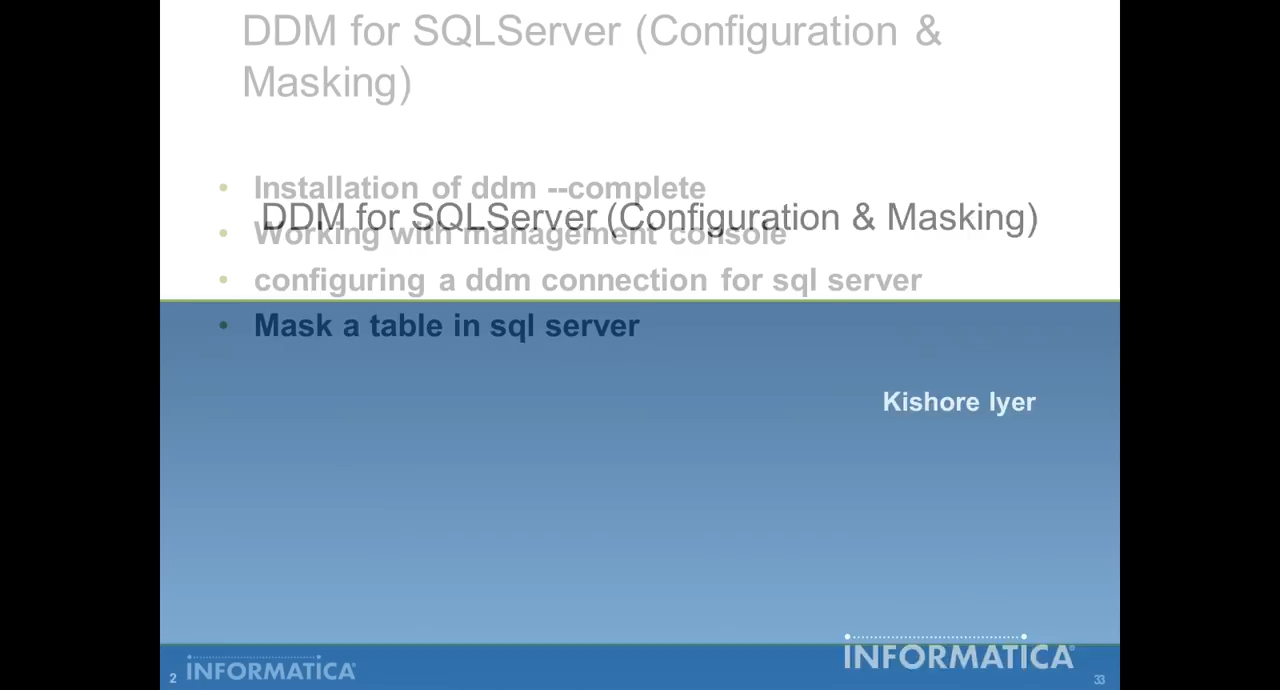 DDM for SQLServer (Configuration &
Masking)
• Installation of ddm --complete
DDM for SQLServer (Configuration & Masking)
• Working with management console
• configuring a ddm connection for sql server
• Mask a table in sql server
Kishore Iyer
INFORMATICA®
2 INFORMATICA®
33